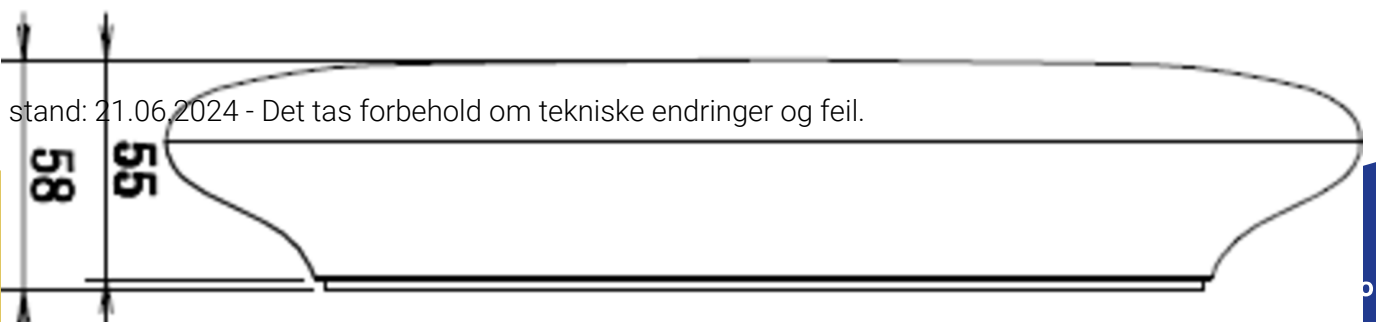 stand: 21.06.2024 - Det tas forbehold om tekniske endringer og feil.
58
55